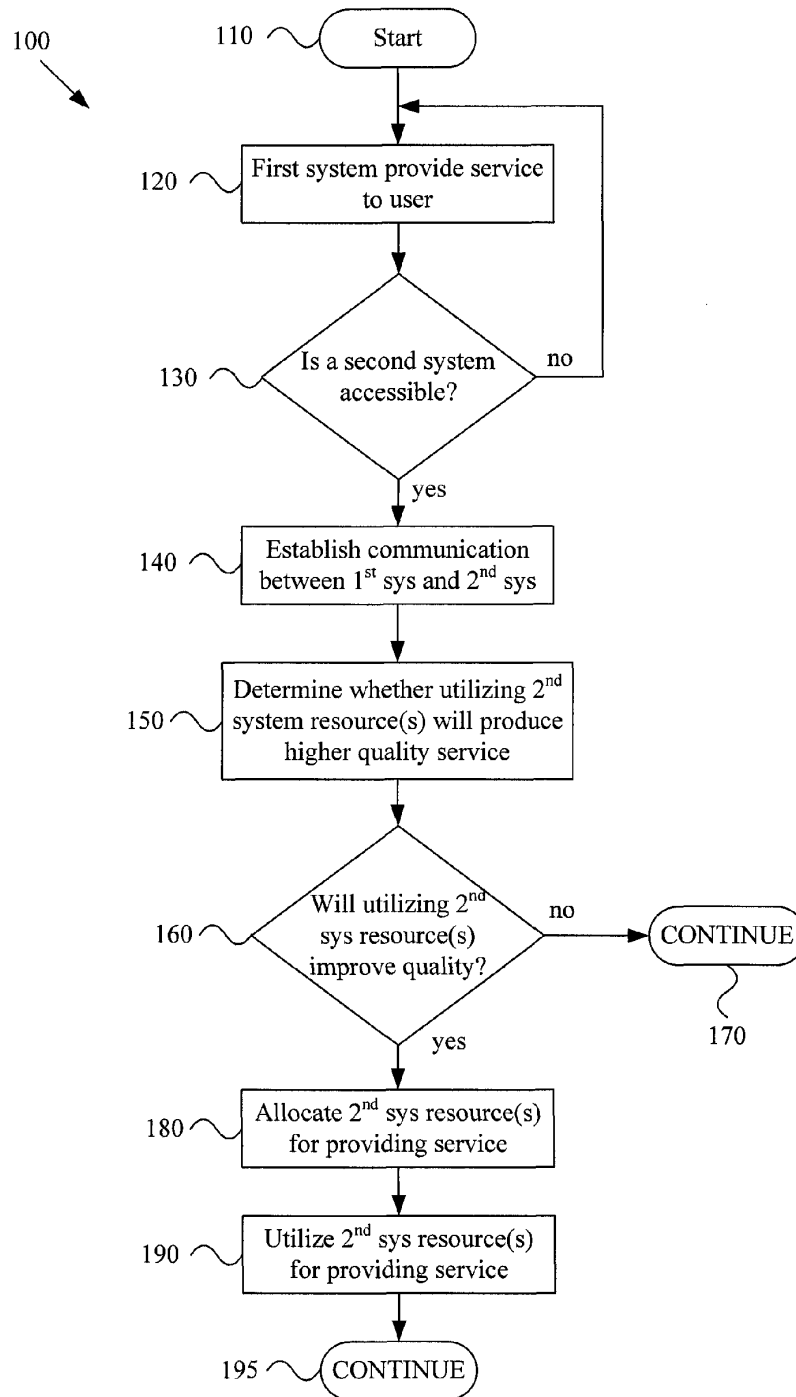 100
110
Start
120
First system provide service
to user
130
Is a second system
accessible?
no
yes
140
Establish communication
between 1st sys and 2nd sys
150
Determine whether utilizing 2nd
system resource(s) will produce
higher quality service
160
Will utilizing 2nd
sys resource(s)
improve quality?
no
CONTINUE
170
yes
180
Allocate 2nd sys resource(s)
for providing service
190
Utilize 2nd sys resource(s)
for providing service
195
CONTINUE